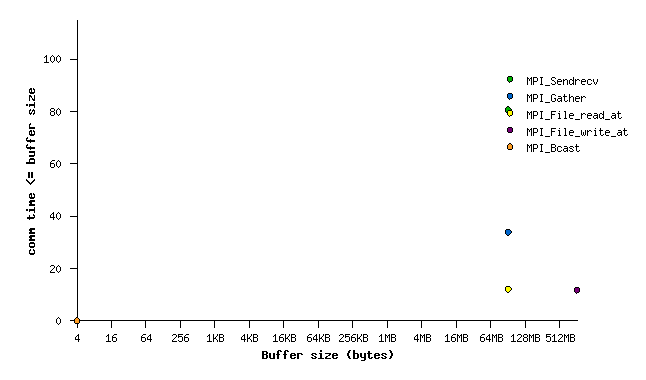 comm time <= buffer size
100
80
60
40
20
0
MPI_Sendrecv
MPI_Gather
MPI_File_read_at
MPI_File_write_at
MPI_Bcast
4 16 64 256 1KB 4KB 16KB 64KB 256KB 1MB 4MB 16MB 64MB 128MB 512MB
Buffer size (bytes)